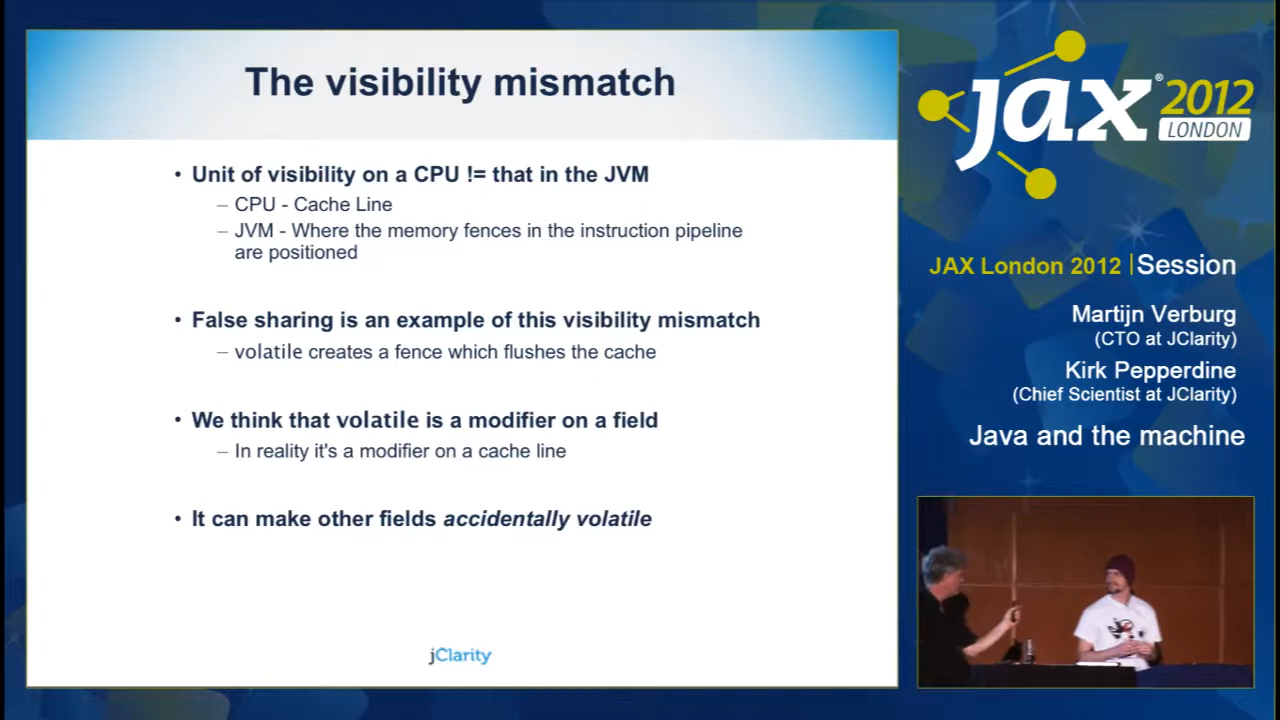 The visibility mismatch
• Unit of visibility on a CPU != that in the JVM
– CPU - Cache Line
– JVM - Where the memory fences in the instruction pipeline
are positioned
• False sharing is an example of this visibility mismatch
– volatile creates a fence which flushes the cache
• We think that volatile is a modifier on a field
– In reality it's a modifier on a cache line
• It can make other fields accidentally volatile
jClarity
jax® 2012
LONDON
JAX London 2012 | Session
Martijn Verburg
(CTO at JClarity)
Kirk Pepperdine
(Chief Scientist at JClarity)
Java and the machine